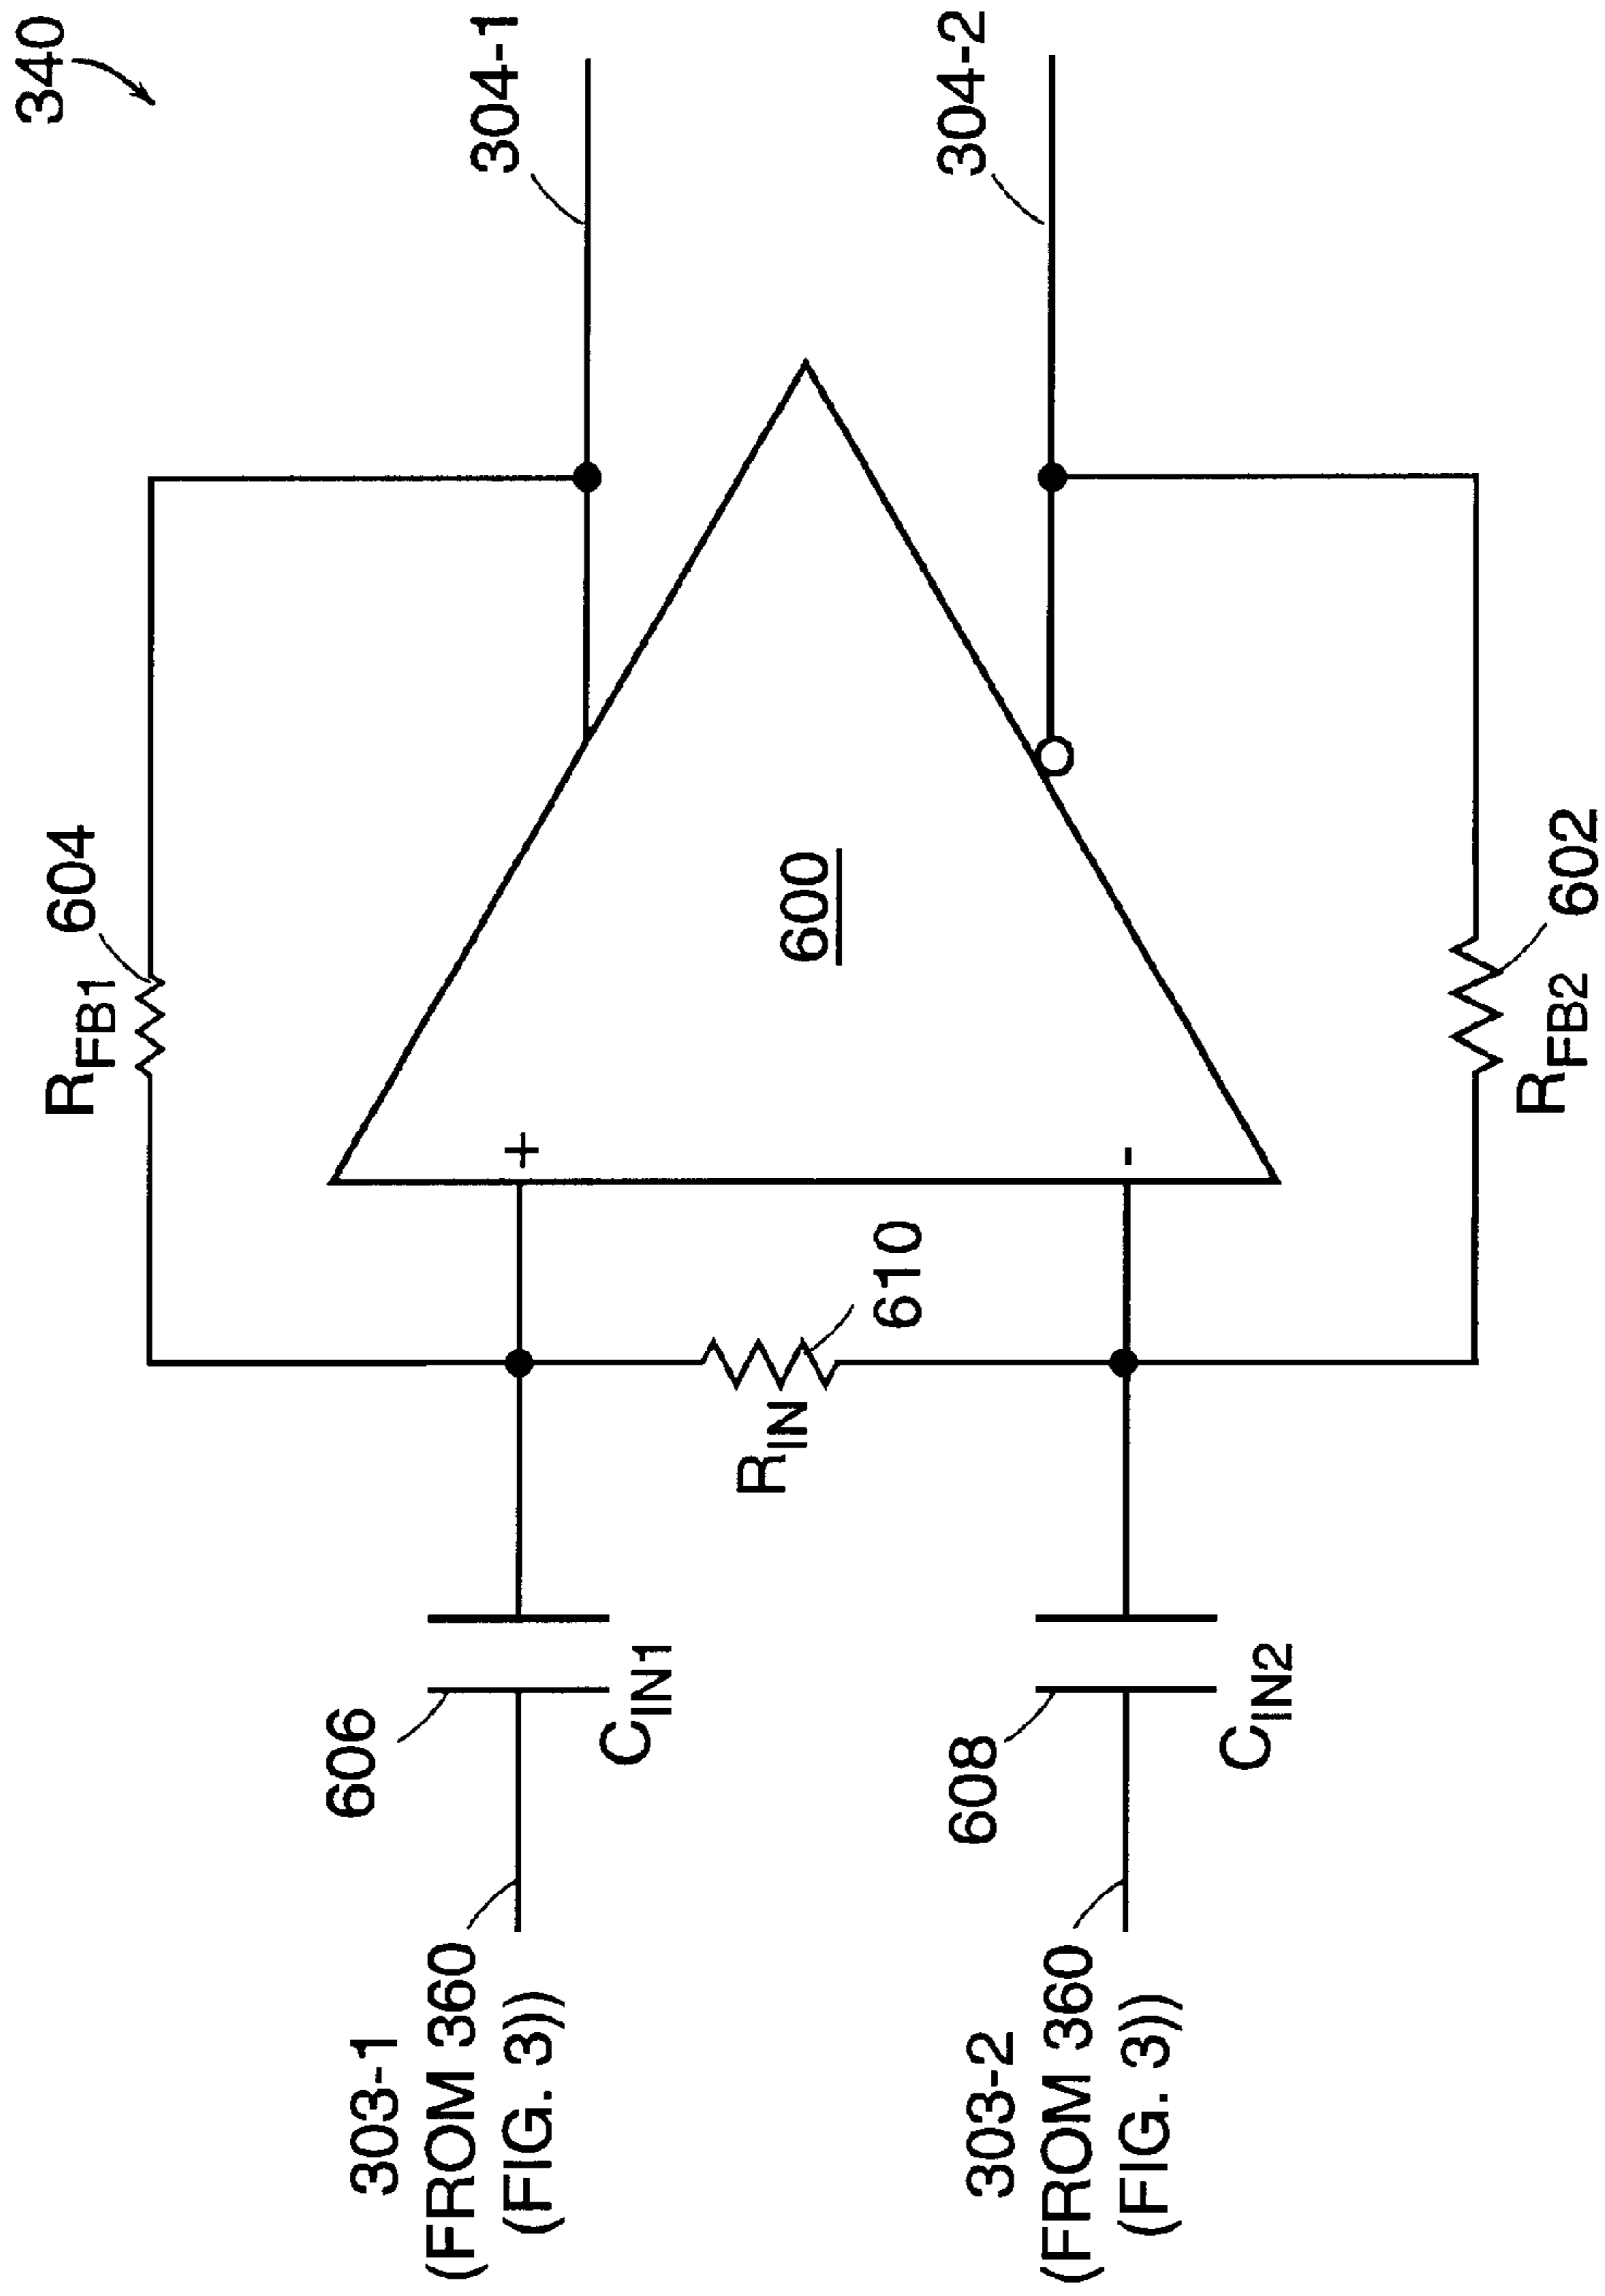 340
304-1
304-2
604
R_FB1
600
+
-
610
R_IN
602
R_FB2
606
C_IN1
608
C_IN2
303-1
(FROM 360
(FIG. 3))
303-2
(FROM 360
(FIG. 3))